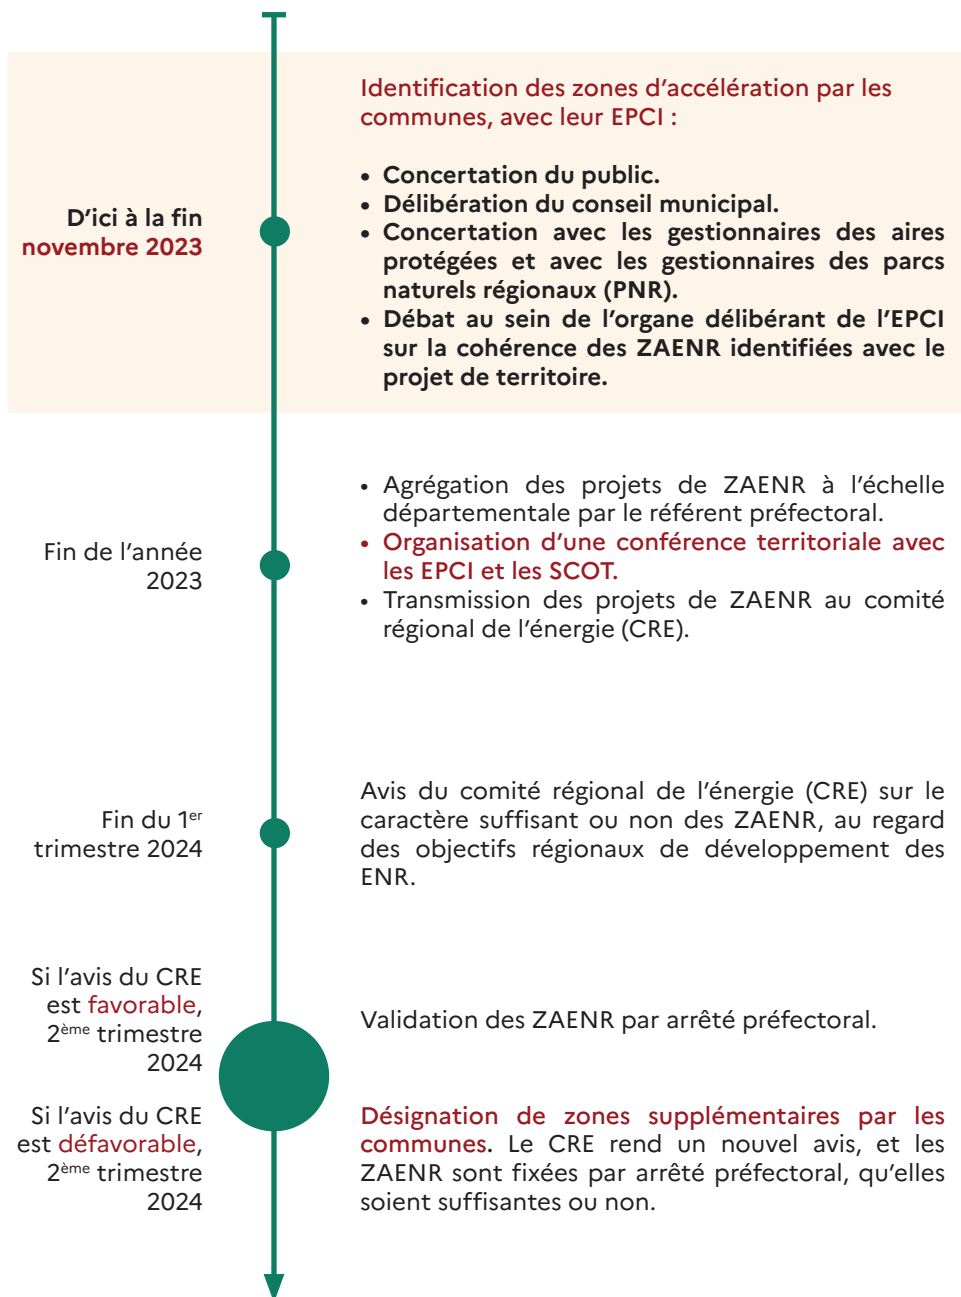 Identification des zones d’accélération par les
communes, avec leur EPCI :
D’ici à la fin
novembre 2023
• Concertation du public.
• Délibération du conseil municipal.
• Concertation avec les gestionnaires des aires
protégées et avec les gestionnaires des parcs
naturels régionaux (PNR).
• Débat au sein de l’organe délibérant de l’EPCI
sur la cohérence des ZAENR identifiées avec le
projet de territoire.
Fin de l’année
2023
• Agrégation des projets de ZAENR à l’échelle
départementale par le référent préfectoral.
• Organisation d’une conférence territoriale avec
les EPCI et les SCOT.
• Transmission des projets de ZAENR au comité
régional de l’énergie (CRE).
Fin du 1er
trimestre 2024
Avis du comité régional de l’énergie (CRE) sur le
caractère suffisant ou non des ZAENR, au regard
des objectifs régionaux de développement des
ENR.
Si l’avis du CRE
est favorable,
2ème trimestre
2024
Validation des ZAENR par arrêté préfectoral.
Si l’avis du CRE
est défavorable,
2ème trimestre
2024
Désignation de zones supplémentaires par les
communes. Le CRE rend un nouvel avis, et les
ZAENR sont fixées par arrêté préfectoral, qu’elles
soient suffisantes ou non.